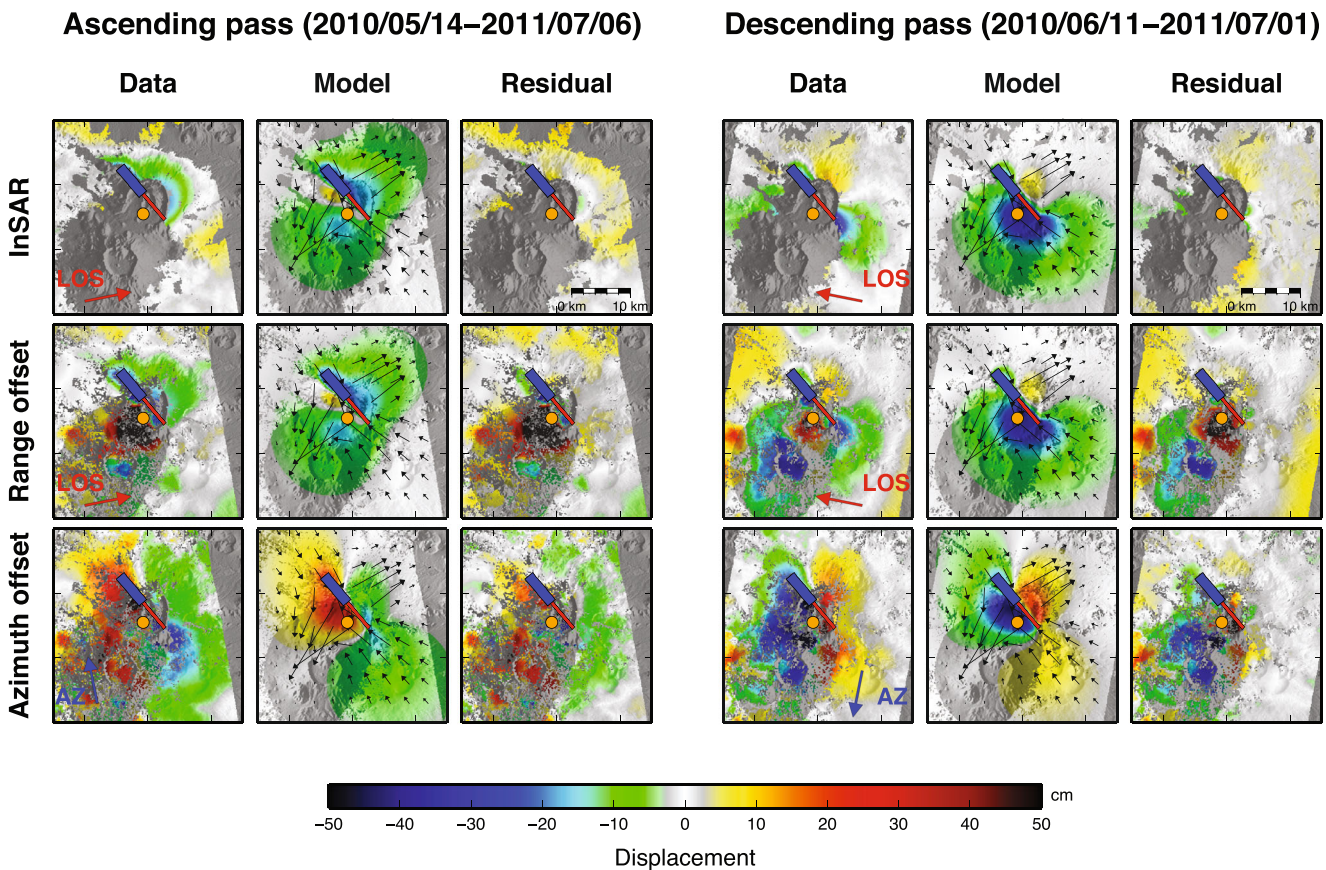 Ascending pass (2010/05/14−2011/07/06)
Descending pass (2010/06/11−2011/07/01)
Data
Model
Residual
Data
Model
Residual
InSAR
LOS
0 km
10 km
LOS
0 km
10 km
Range offset
LOS
LOS
Azimuth offset
AZ
AZ
−50 −40 −30 −20 −10 0 10 20 30 40 50 cm
Displacement